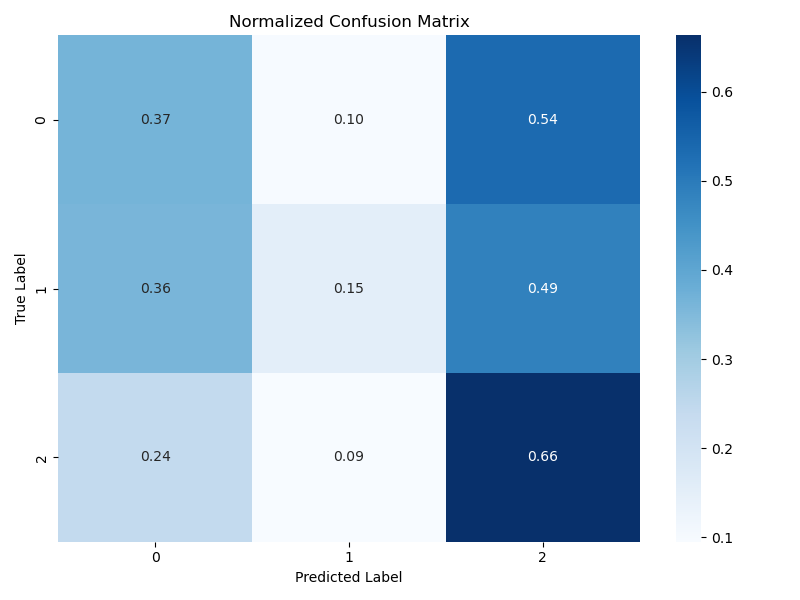 Normalized Confusion Matrix
0.37 0.10 0.54
0.36 0.15 0.49
0.24 0.09 0.66
0
1
2
True Label
0 1 2
Predicted Label
0.6
0.5
0.4
0.3
0.2
0.1